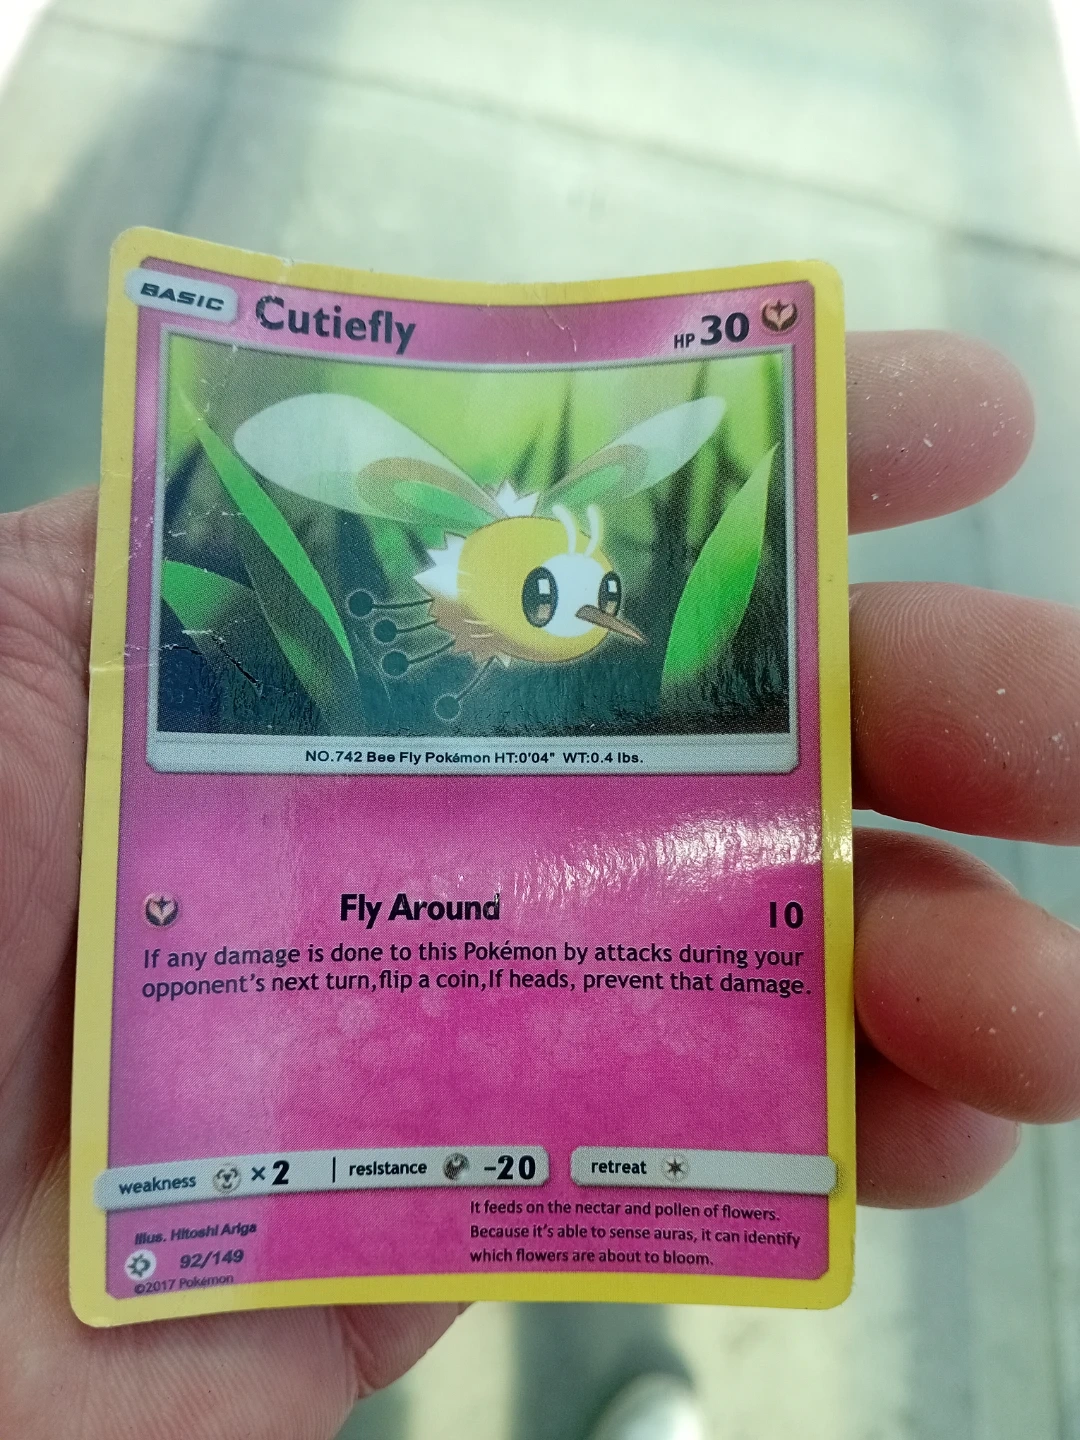 BASIC Cutiefly HP 30
NO.742 Bee Fly Pokémon HT:0'04" WT:0.4 lbs.
Fly Around 10
If any damage is done to this Pokémon by attacks during your
opponent's next turn,flip a coin,If heads, prevent that damage.
weakness ×2 | resistance -20 retreat
Illus. Hitoshi Ariga
92/149
©2017 Pokémon
It feeds on the nectar and pollen of flowers.
Because it's able to sense auras, it can identify
which flowers are about to bloom.